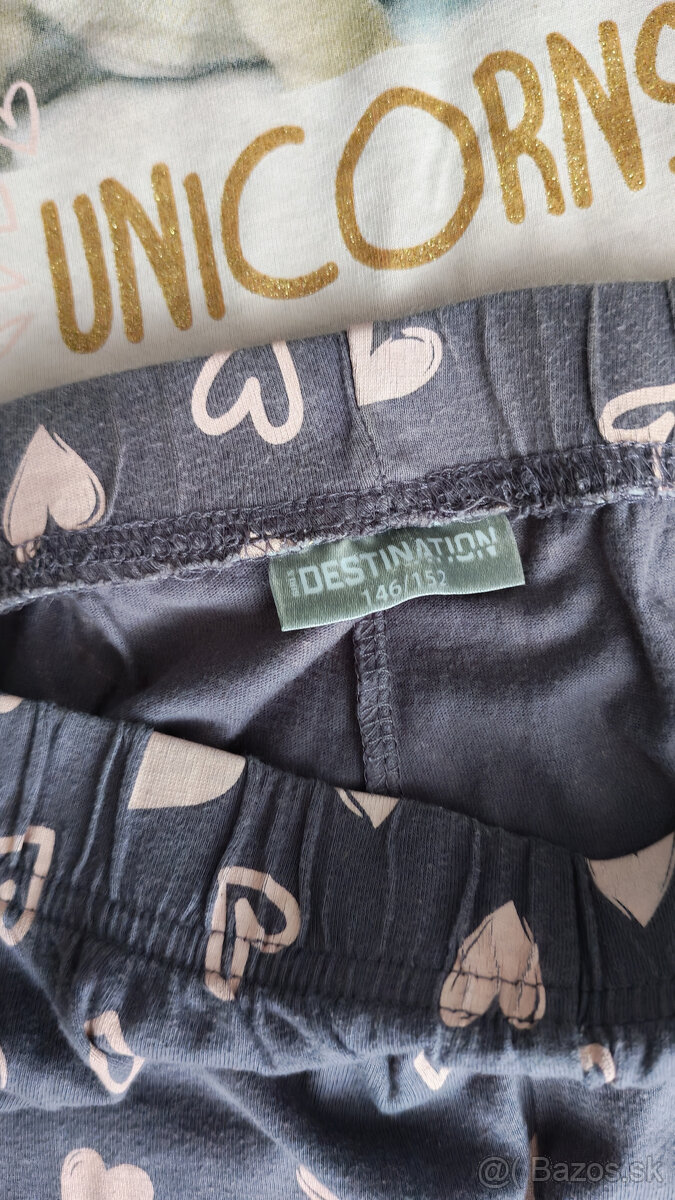 UNICORNS
DESTINATION
146/152
@ Bazos.sk